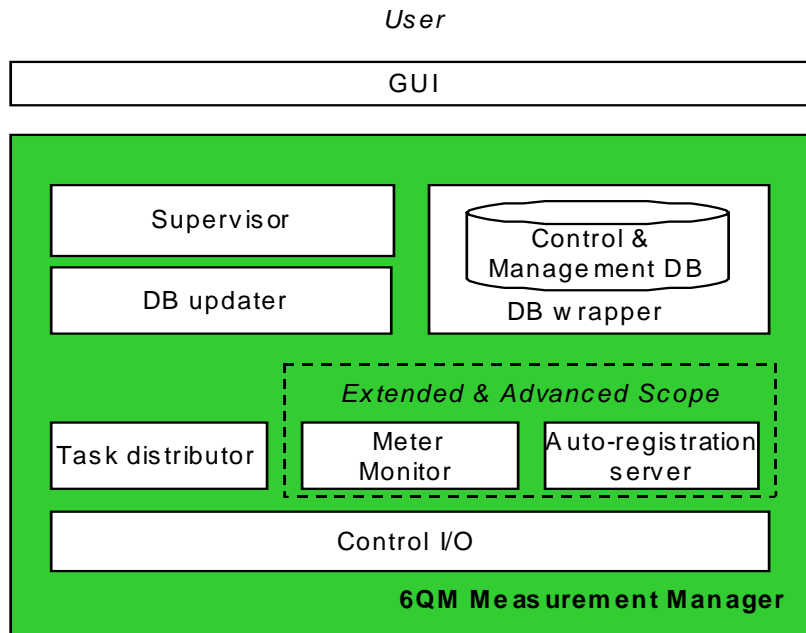 User
GUI
Supervisor
Control &
Management DB
DB updater
DB wrapper
Extended & Advanced Scope
Task distributor
Meter
Monitor
Auto-registration
server
Control I/O
6QM Measurement Manager